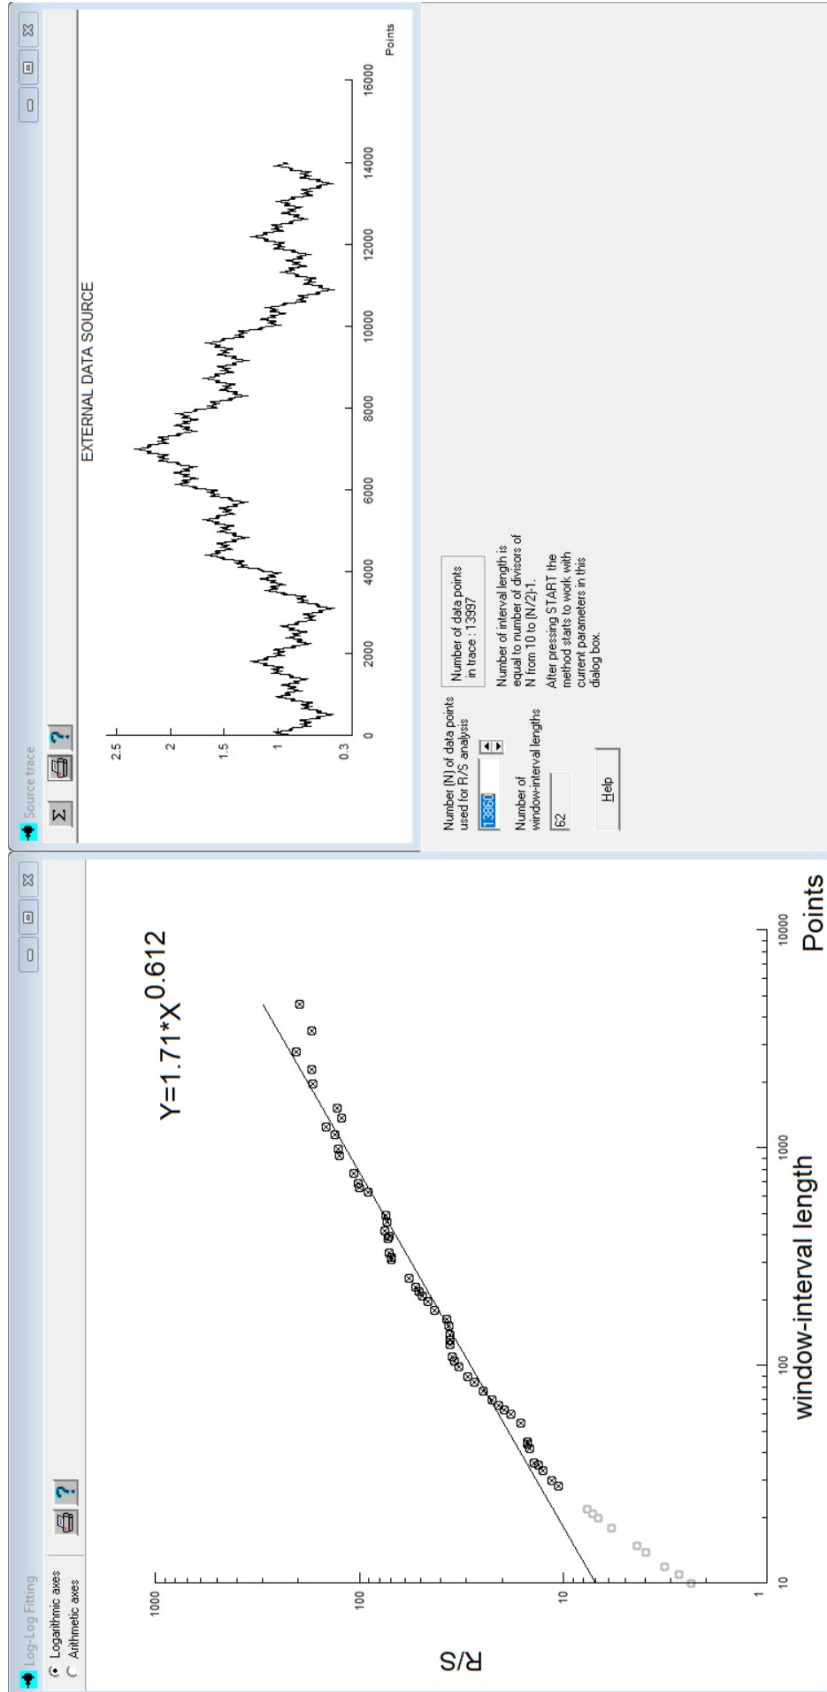 Log-Log Fitting
Logarithmic axes
Arithmetic axes
?
Y=1.71*X^0.612
R/S
1000
100
10
1
10
100
1000
10000
window-interval length
Points
Source trace
Σ
?
EXTERNAL DATA SOURCE
2.5
2
1.5
1
0.3
0
2000
4000
6000
8000
10000
12000
14000
16000
Points
Number (N) of data points
used for R/S analysis
13860
Number of
window-interval lengths
62
Help
Number of data points
in trace : 13997
Number of interval length is
equal to number of divisors of
N from 10 to (N/2)-1.
After pressing START the
method starts to work with
current parameters in this
dialog box.